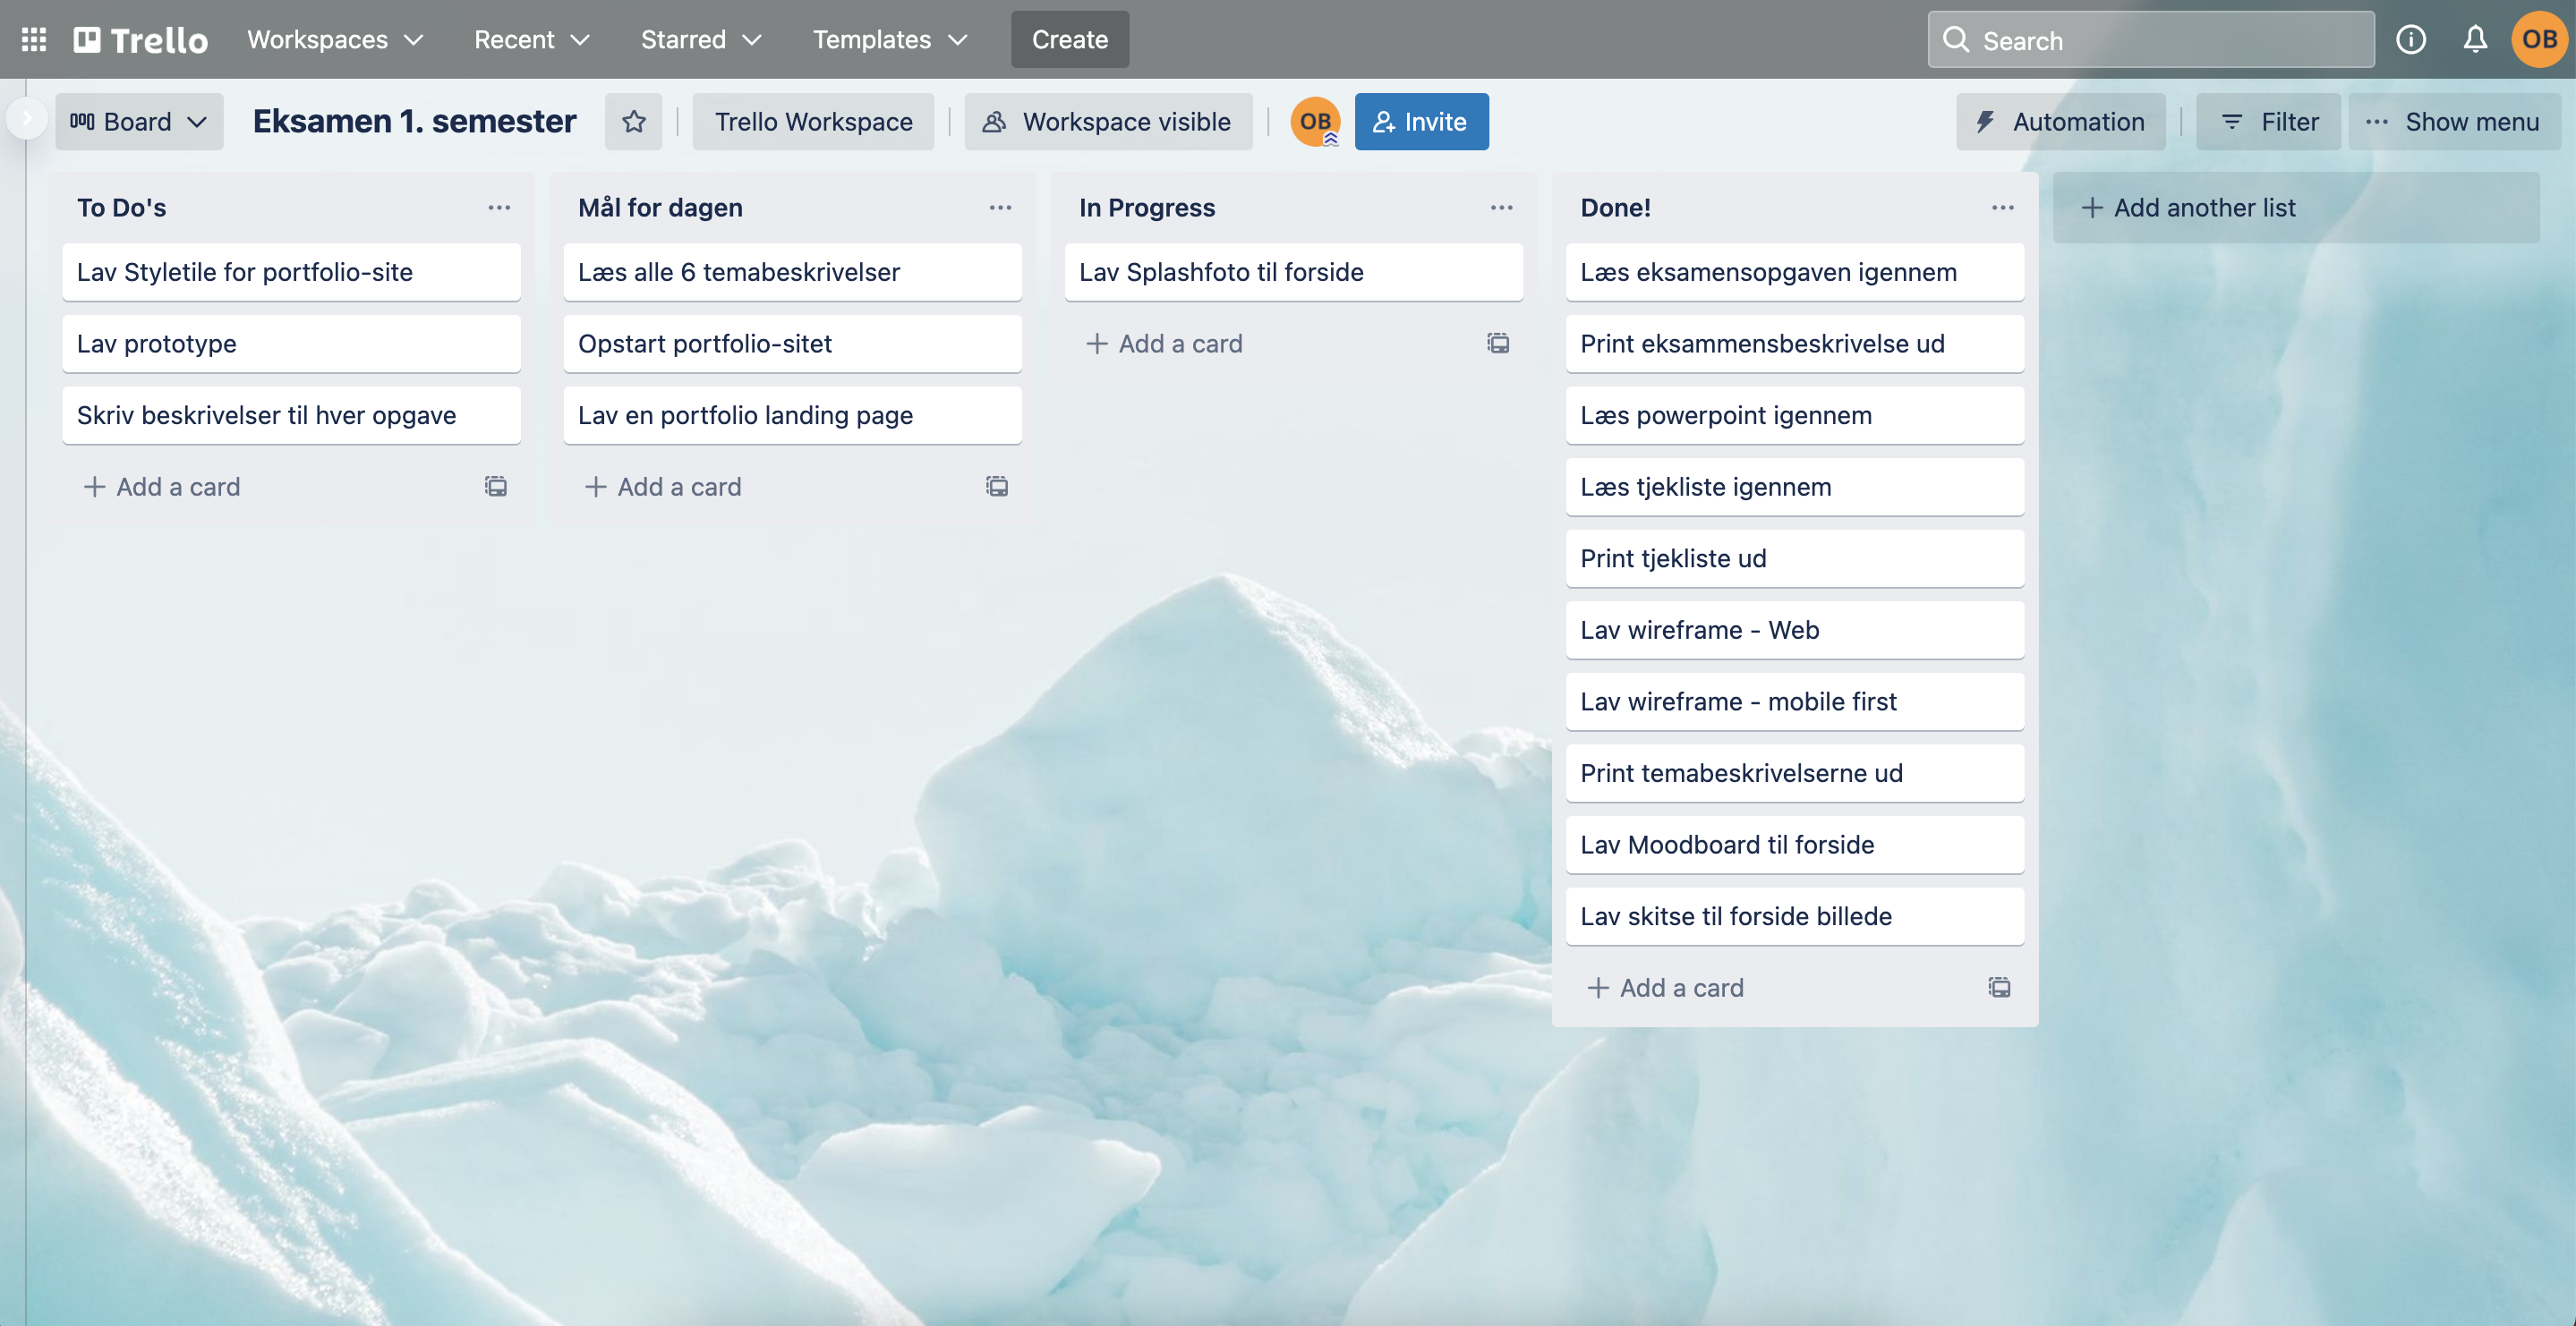 Trello Workspaces Recent Starred Templates Create Search OB
Board Eksamen 1. semester Trello Workspace Workspace visible OB Invite Automation Filter Show menu
To Do's
Lav Styletile for portfolio-site
Lav prototype
Skriv beskrivelser til hver opgave
Add a card
Mål for dagen
Læs alle 6 temabeskrivelser
Opstart portfolio-sitet
Lav en portfolio landing page
Add a card
In Progress
Lav Splashfoto til forside
Add a card
Done!
Læs eksamensopgaven igennem
Print eksammensbeskrivelse ud
Læs powerpoint igennem
Læs tjekliste igennem
Print tjekliste ud
Lav wireframe - Web
Lav wireframe - mobile first
Print temabeskrivelserne ud
Lav Moodboard til forside
Lav skitse til forside billede
Add a card
Add another list